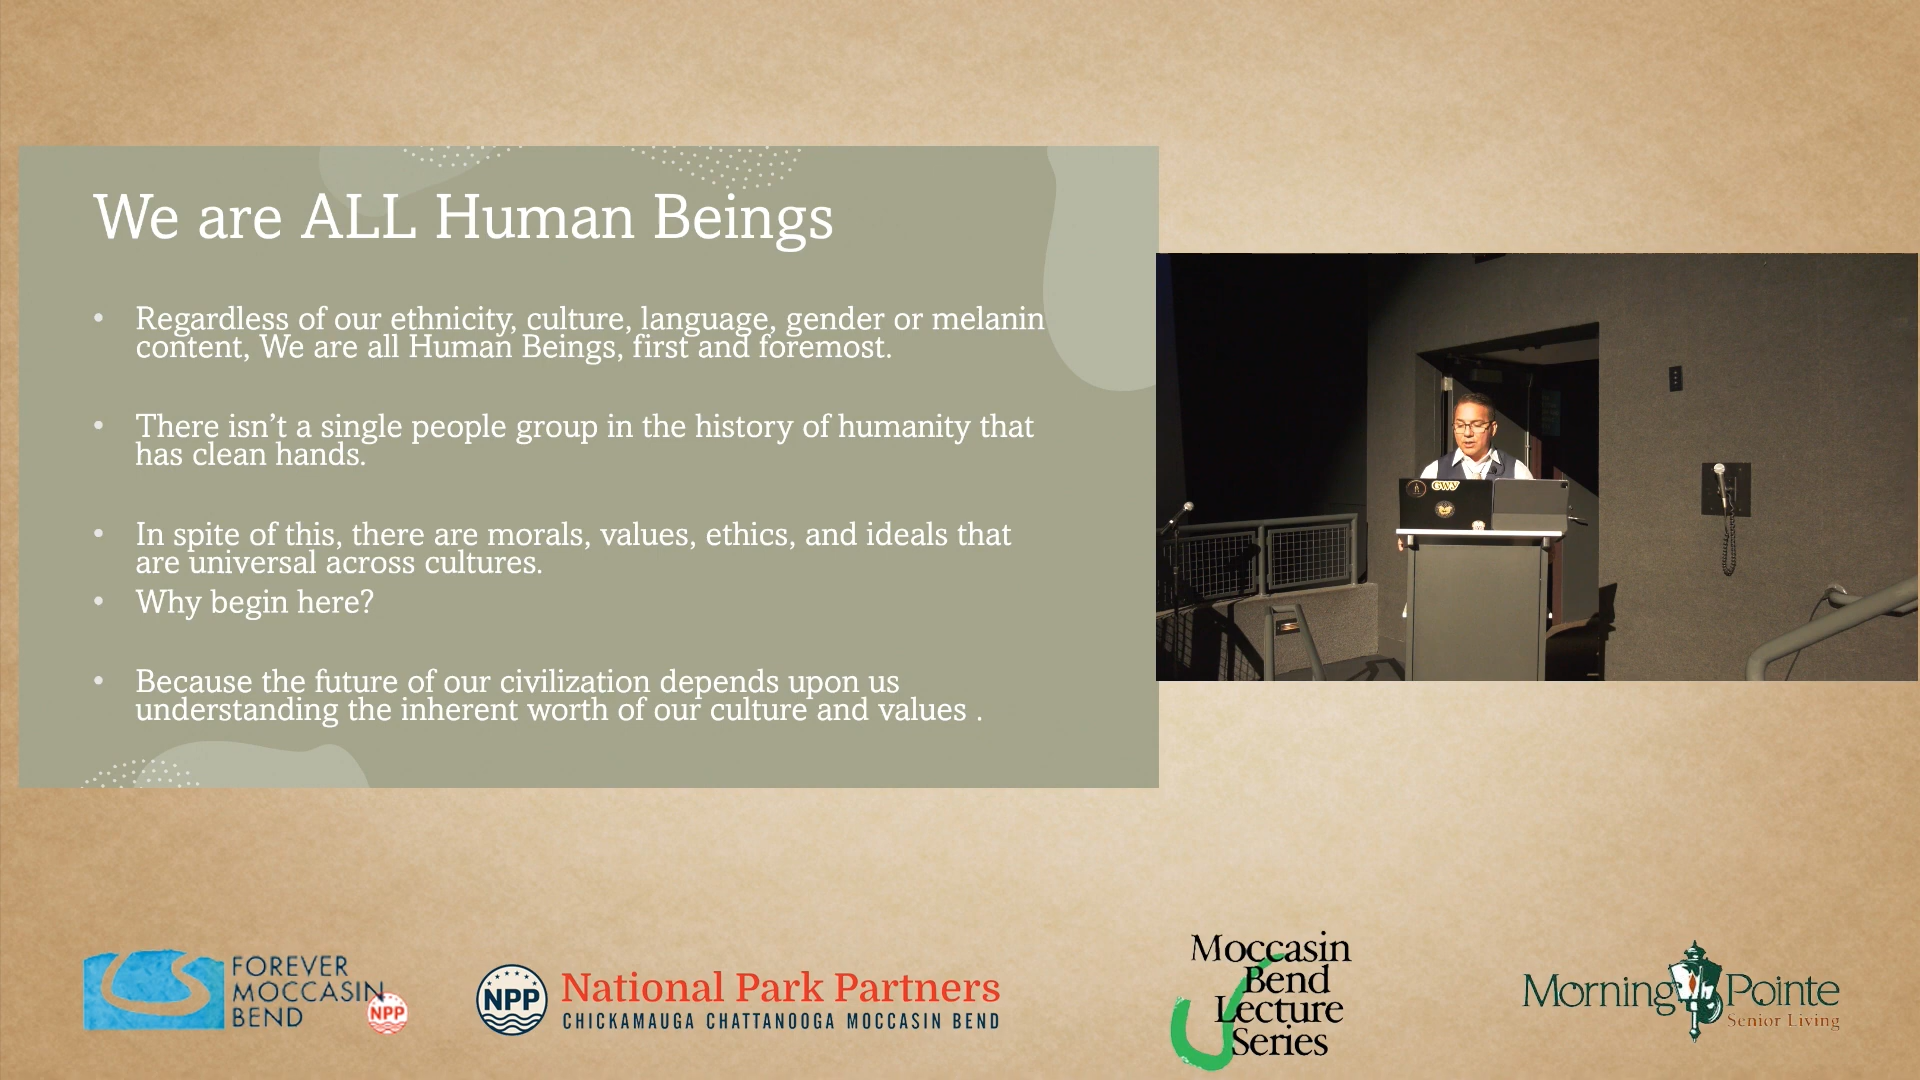 We are ALL Human Beings
• Regardless of our ethnicity, culture, language, gender or melanin
content, We are all Human Beings, first and foremost.
• There isn’t a single people group in the history of humanity that
has clean hands.
• In spite of this, there are morals, values, ethics, and ideals that
are universal across cultures.
• Why begin here?
• Because the future of our civilization depends upon us
understanding the inherent worth of our culture and values .
GWY
FOREVER
MOCCASIN
BEND
NPP
NPP
National Park Partners
CHICKAMAUGA CHATTANOOGA MOCCASIN BEND
Moccasin
Bend
Lecture
Series
Morning Pointe
Senior Living